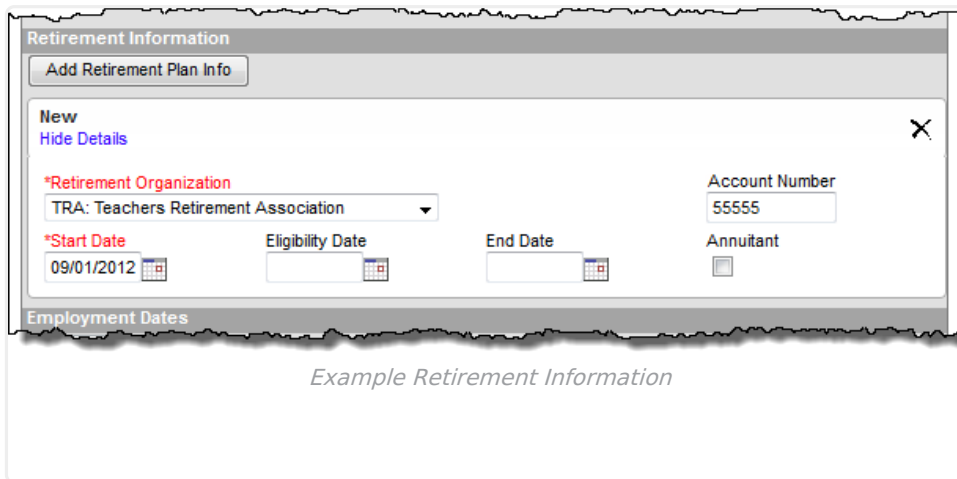 Retirement Information
Add Retirement Plan Info
New
Hide Details
*Retirement Organization
Account Number
TRA: Teachers Retirement Association
55555
*Start Date Eligibility Date End Date Annuitant
09/01/2012
Employment Dates
Example Retirement Information